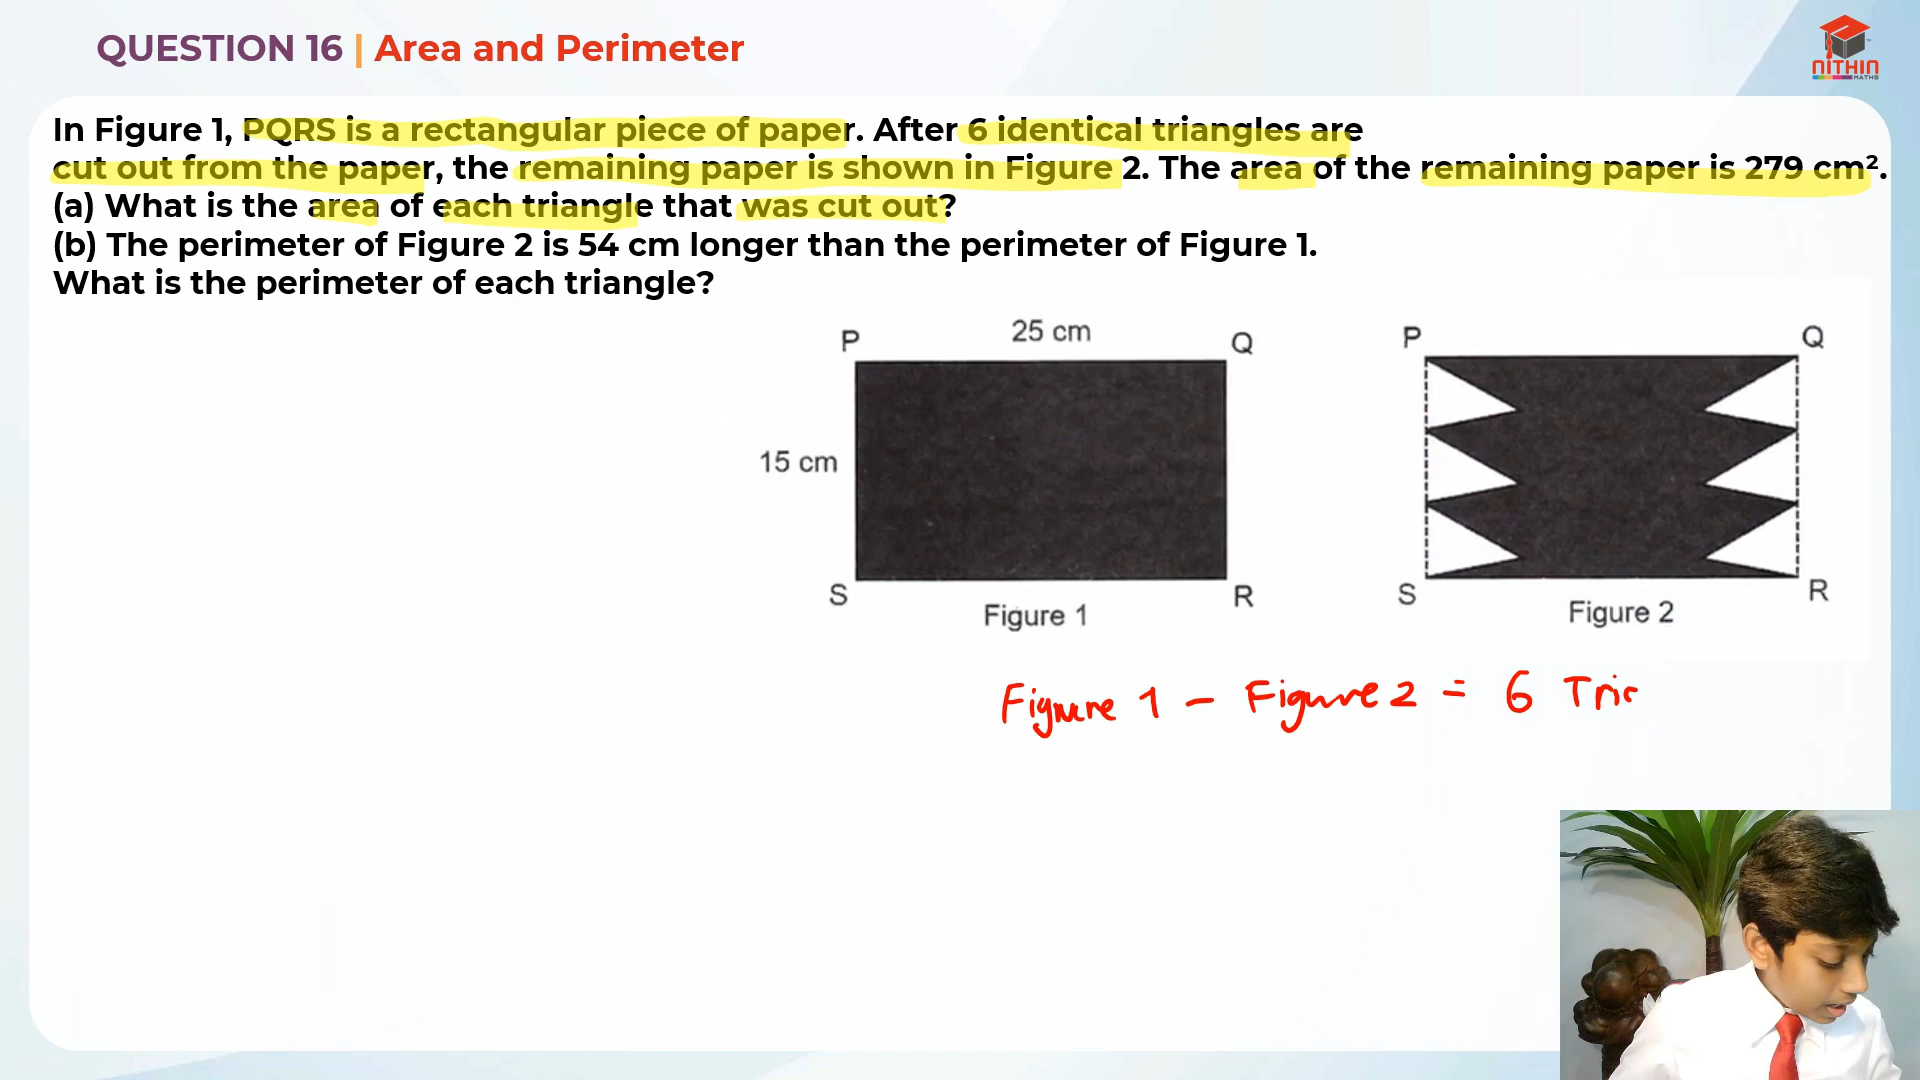 QUESTION 16 | Area and Perimeter
NITHIN
MATHS
In Figure 1, PQRS is a rectangular piece of paper. After 6 identical triangles are
cut out from the paper, the remaining paper is shown in Figure 2. The area of the remaining paper is 279 cm².
(a) What is the area of each triangle that was cut out?
(b) The perimeter of Figure 2 is 54 cm longer than the perimeter of Figure 1.
What is the perimeter of each triangle?
P 25 cm Q
15 cm
S R
Figure 1
P Q
S R
Figure 2
Figure 1 - Figure 2 = 6 Tric